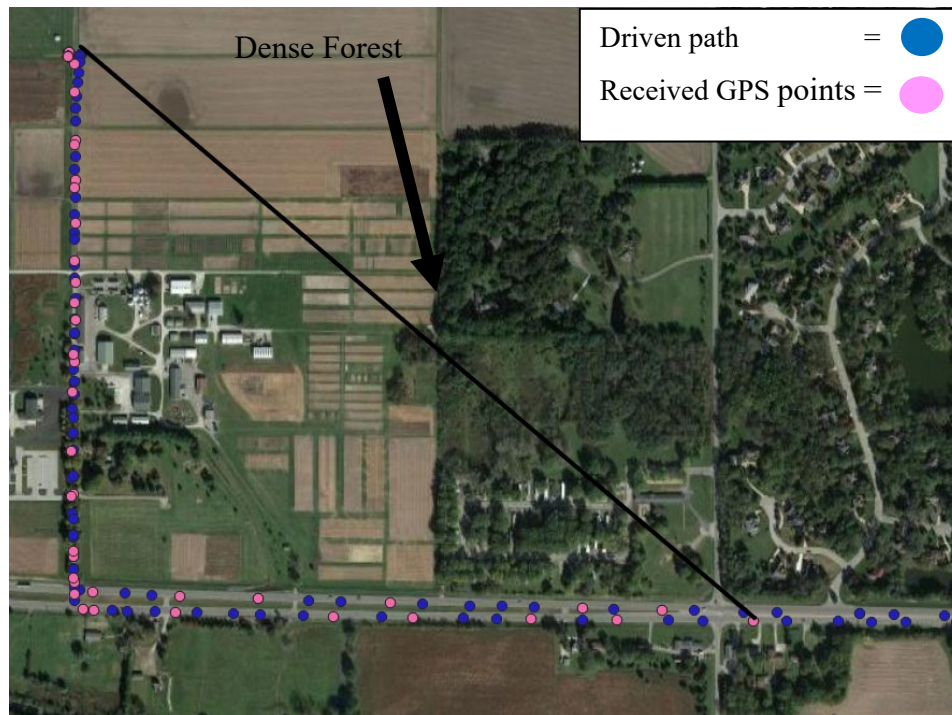 Dense Forest
Driven path =
Received GPS points =